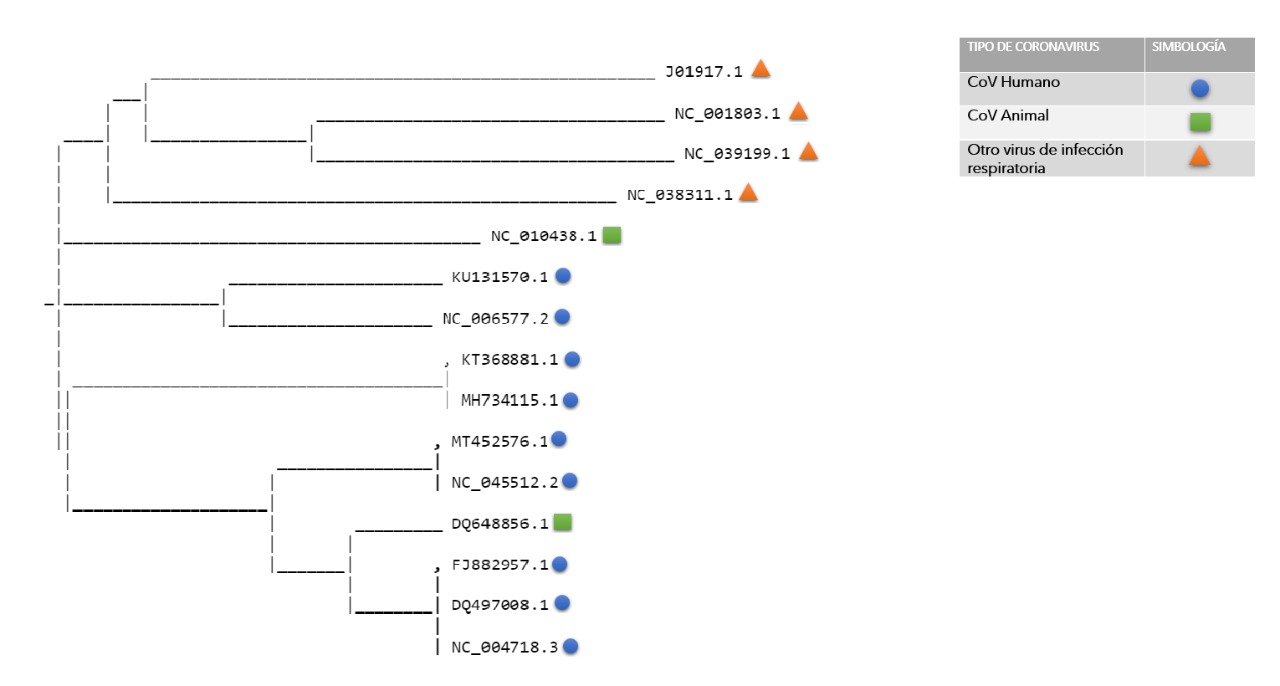 TIPO DE CORONAVIRUS SIMBOLOGÍA
CoV Humano
CoV Animal
Otro virus de infección
respiratoria
J01917.1
NC_001803.1
NC_039199.1
NC_038311.1
NC_010438.1
KU131570.1
NC_006577.2
KT368881.1
MH734115.1
MT452576.1
NC_045512.2
DQ648856.1
FJ882957.1
DQ497008.1
NC_004718.3